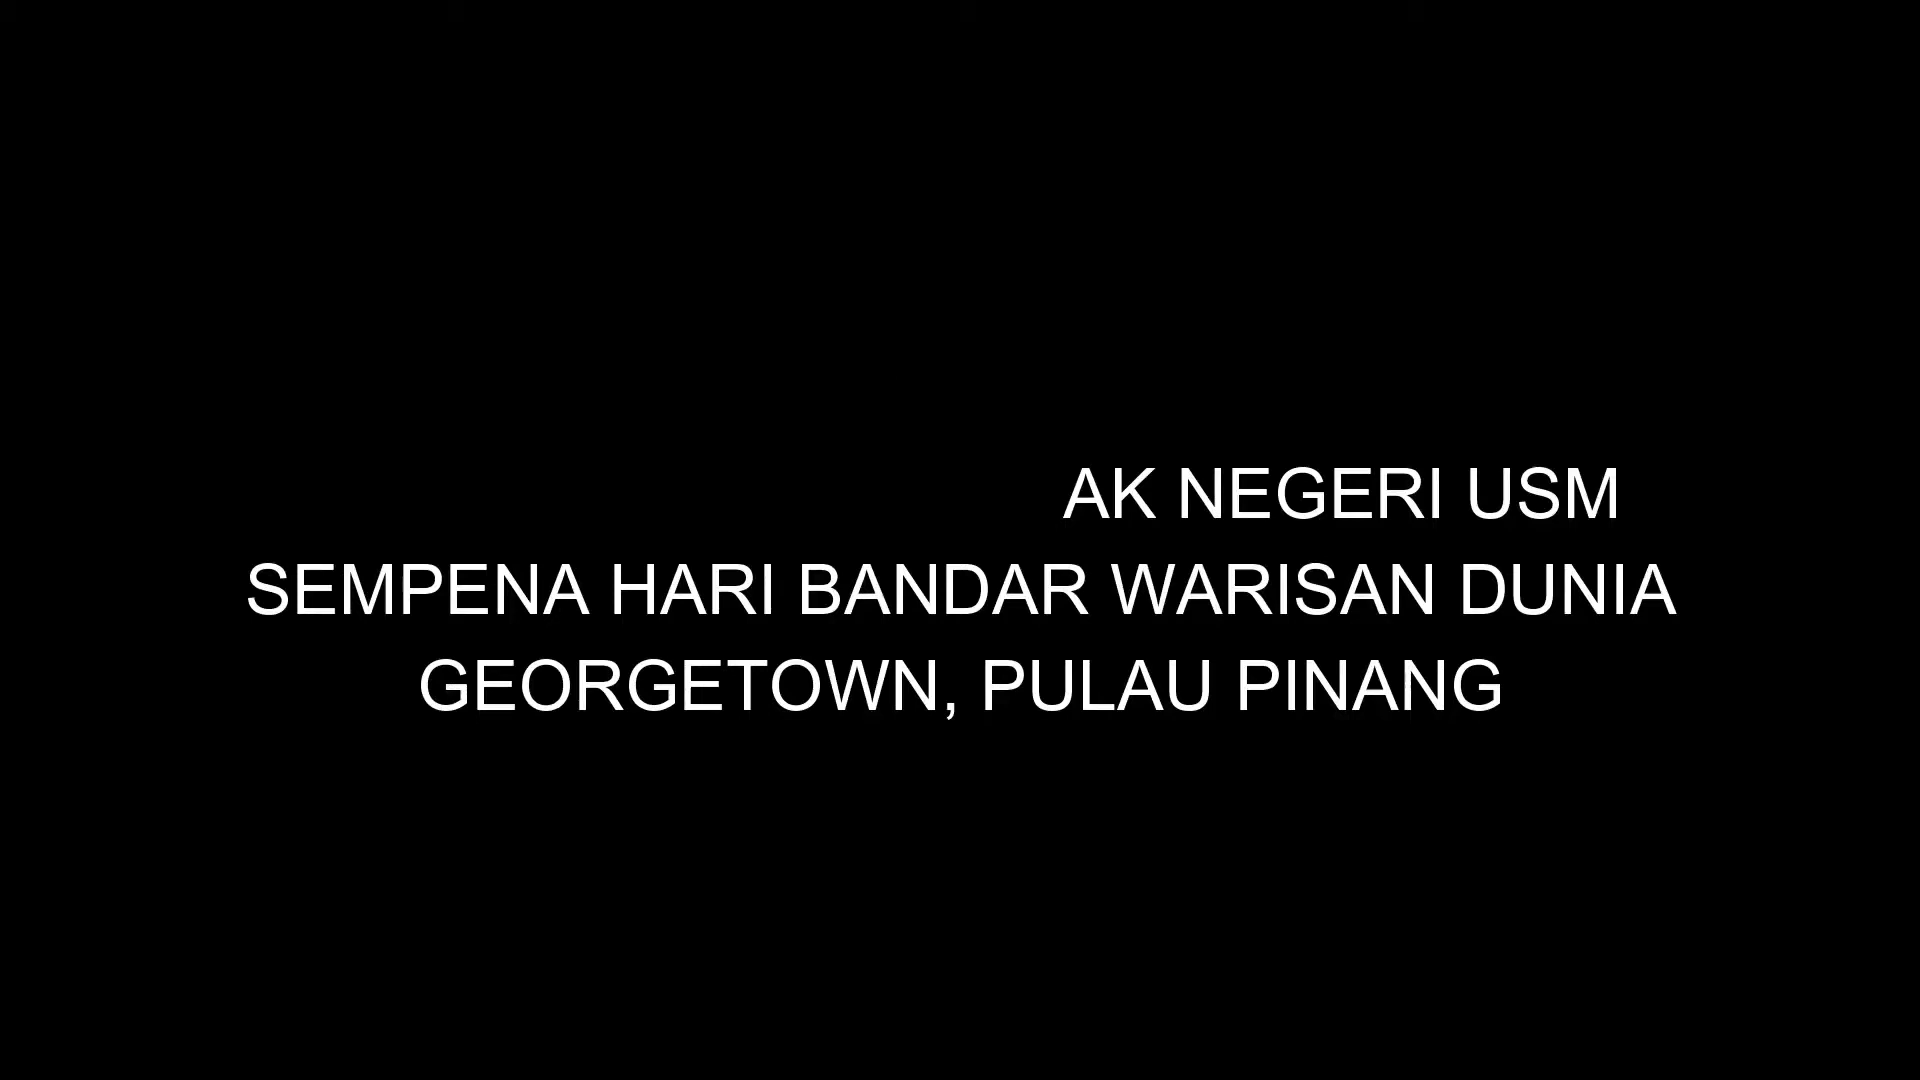 AK NEGERI USM
SEMPENA HARI BANDAR WARISAN DUNIA
GEORGETOWN, PULAU PINANG